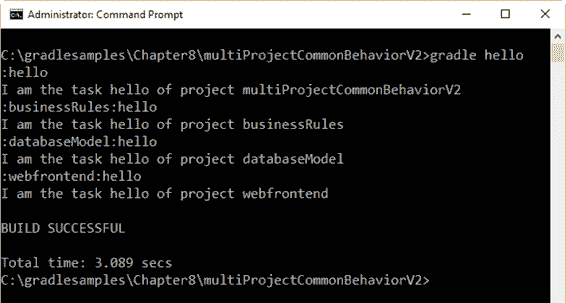 Administrator: Command Prompt
C:\gradlesamples\Chapter8\multiProjectCommonBehaviorV2>gradle hello
:hello
I am the task hello of project multiProjectCommonBehaviorV2
:businessRules:hello
I am the task hello of project businessRules
:databaseModel:hello
I am the task hello of project databaseModel
:webfrontend:hello
I am the task hello of project webfrontend
BUILD SUCCESSFUL
Total time: 3.089 secs
C:\gradlesamples\Chapter8\multiProjectCommonBehaviorV2>